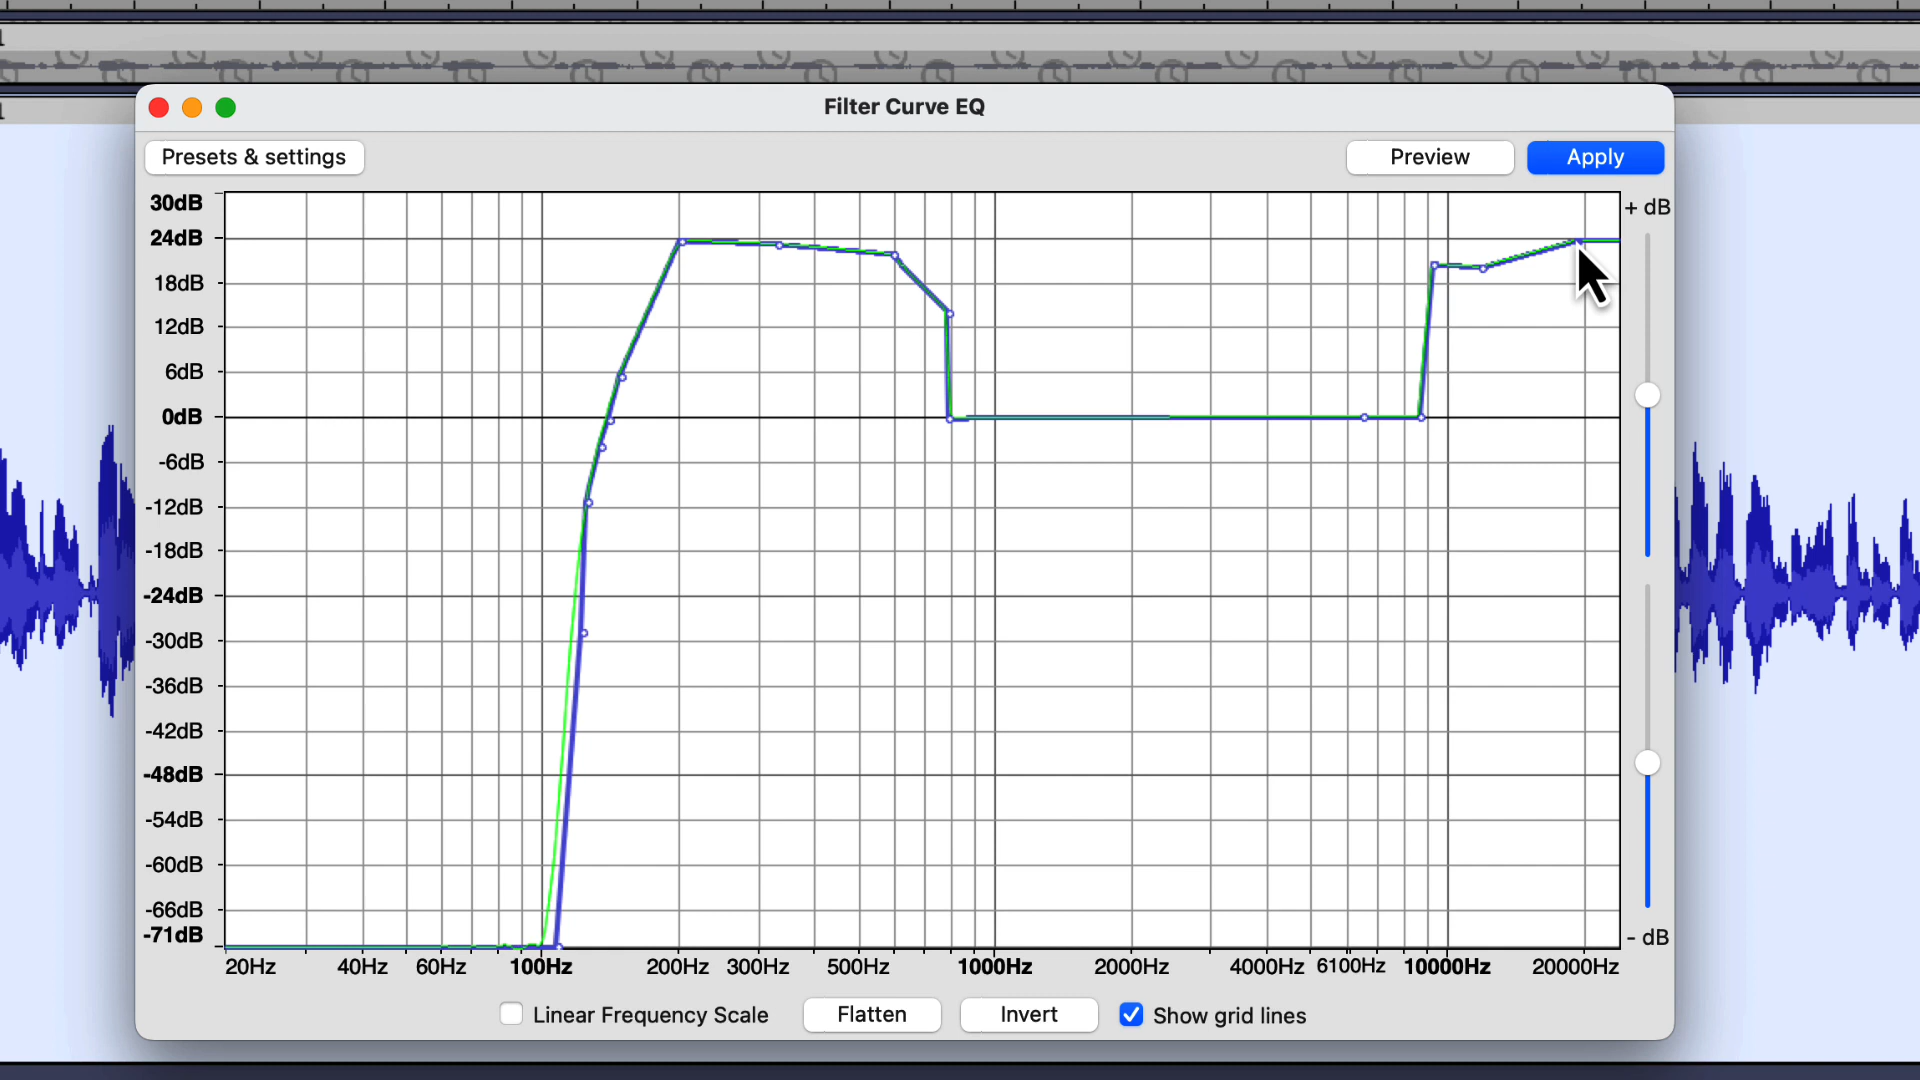 Filter Curve EQ
Presets & settings
Preview
Apply
30dB
24dB
18dB
12dB
6dB
0dB
-6dB
-12dB
-18dB
-24dB
-30dB
-36dB
-42dB
-48dB
-54dB
-60dB
-66dB
-71dB
+ dB
- dB
20Hz 40Hz 60Hz 100Hz 200Hz 300Hz 500Hz 1000Hz 2000Hz 4000Hz 6100Hz 10000Hz 20000Hz
Linear Frequency Scale
Flatten
Invert
Show grid lines